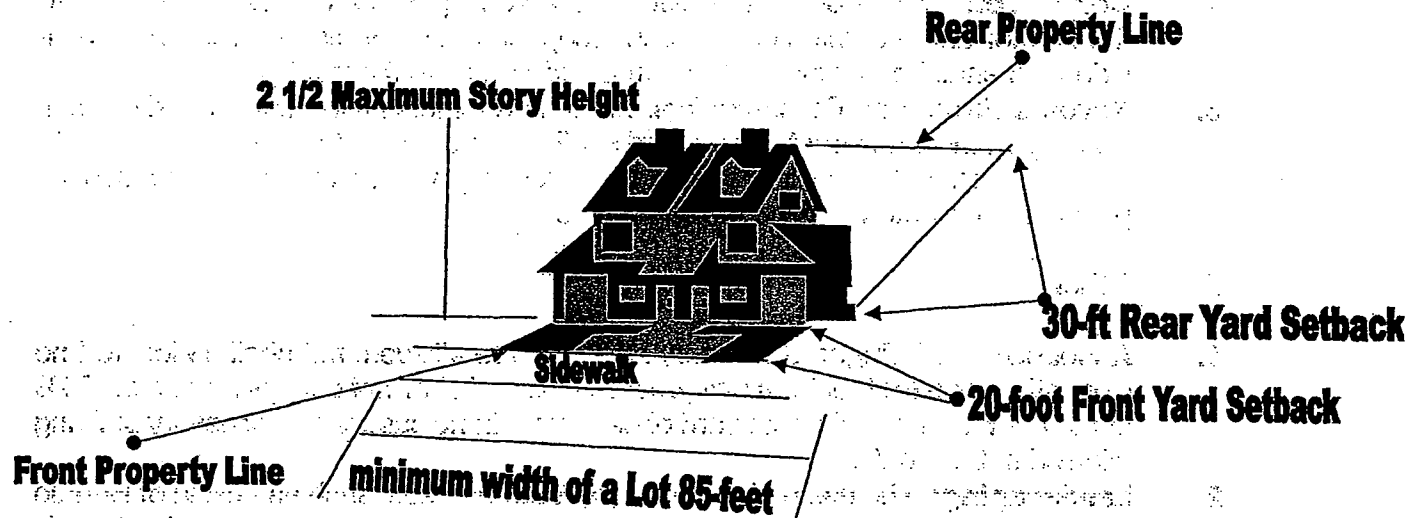 Rear Property Line
2 1/2 Maximum Story Height
30-ft Rear Yard Setback
Sidewalk
20-foot Front Yard Setback
Front Property Line
minimum width of a Lot 85-feet